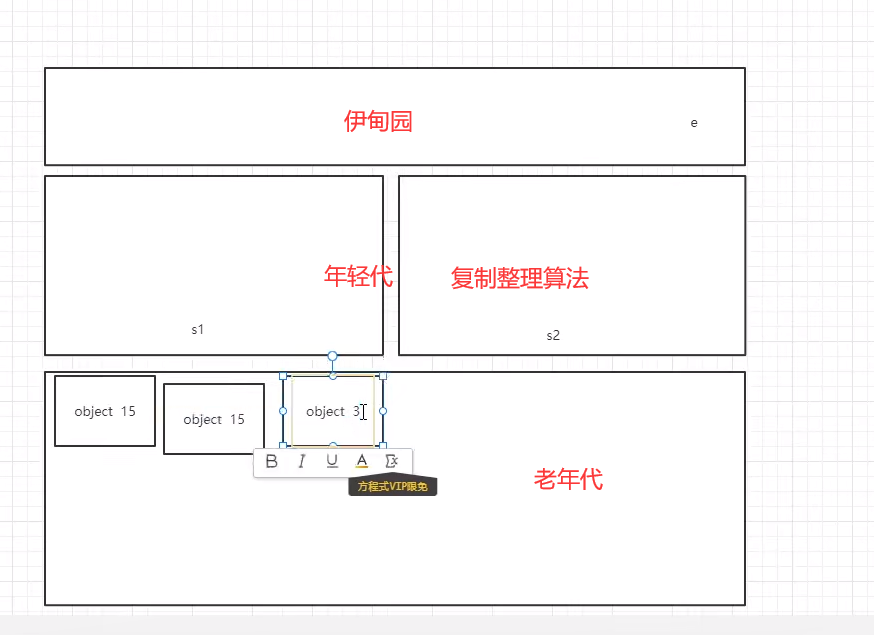 伊甸园
e
年轻代
复制整理算法
s1
s2
object 15
object 15
object 3
B I U A Σx
方程式VIP限免
老年代